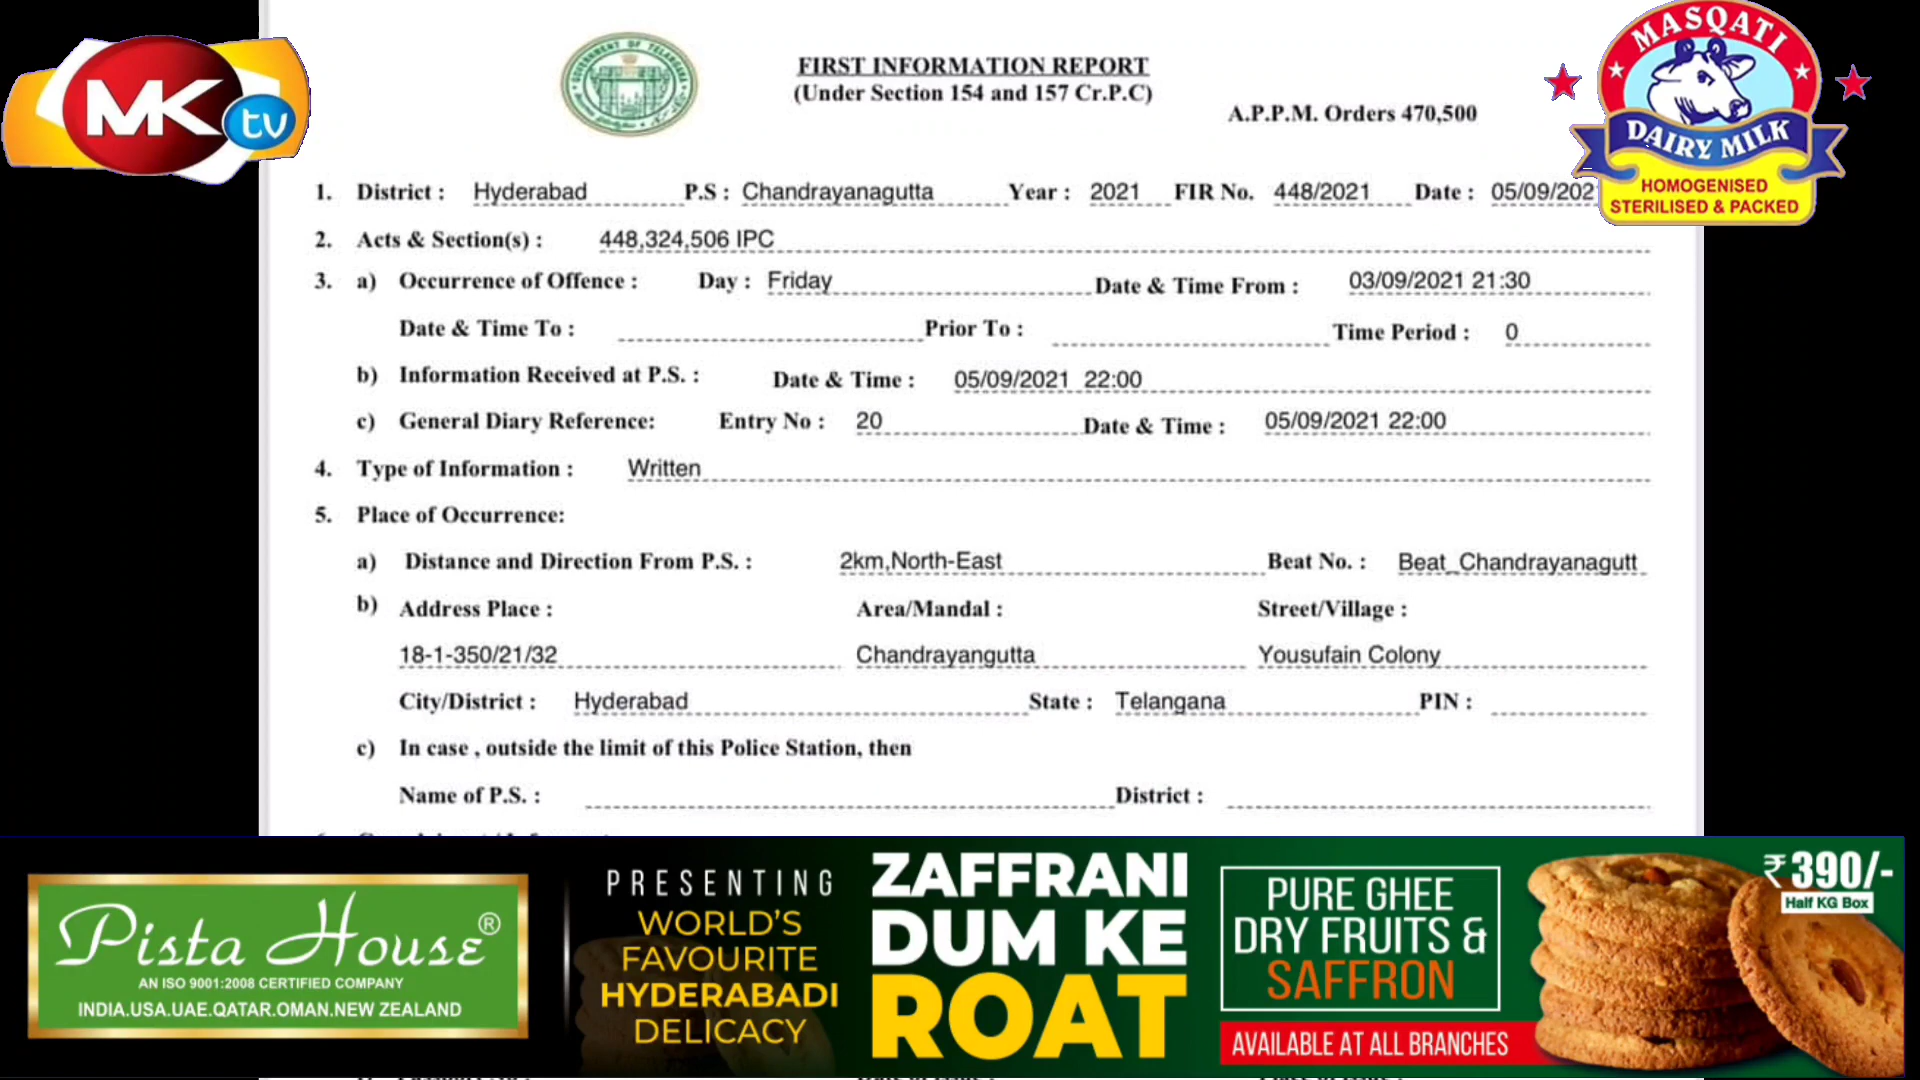 MK tv
GOVERNMENT OF TELANGANA
FIRST INFORMATION REPORT
(Under Section 154 and 157 Cr.P.C)
A.P.P.M. Orders 470,500
MASQATI
DAIRY MILK
HOMOGENISED
STERILISED & PACKED
1. District : Hyderabad P.S : Chandrayanagutta Year : 2021 FIR No. 448/2021 Date : 05/09/202
2. Acts & Section(s) : 448,324,506 IPC
3. a) Occurrence of Offence : Day : Friday Date & Time From : 03/09/2021 21:30
Date & Time To : Prior To : Time Period : 0
b) Information Received at P.S. : Date & Time : 05/09/2021 22:00
c) General Diary Reference: Entry No : 20 Date & Time : 05/09/2021 22:00
4. Type of Information : Written
5. Place of Occurrence:
a) Distance and Direction From P.S. : 2km,North-East Beat No. : Beat_Chandrayanagutt
b) Address Place : Area/Mandal : Street/Village :
18-1-350/21/32 Chandrayangutta Yousufain Colony
City/District : Hyderabad State : Telangana PIN :
c) In case , outside the limit of this Police Station, then
Name of P.S. : District :
Pista House®
AN ISO 9001:2008 CERTIFIED COMPANY
INDIA.USA.UAE.QATAR.OMAN.NEW ZEALAND
PRESENTING
WORLD'S
FAVOURITE
HYDERABADI
DELICACY
ZAFFRANI
DUM KE
ROAT
PURE GHEE
DRY FRUITS &
SAFFRON
AVAILABLE AT ALL BRANCHES
₹390/-
Half KG Box